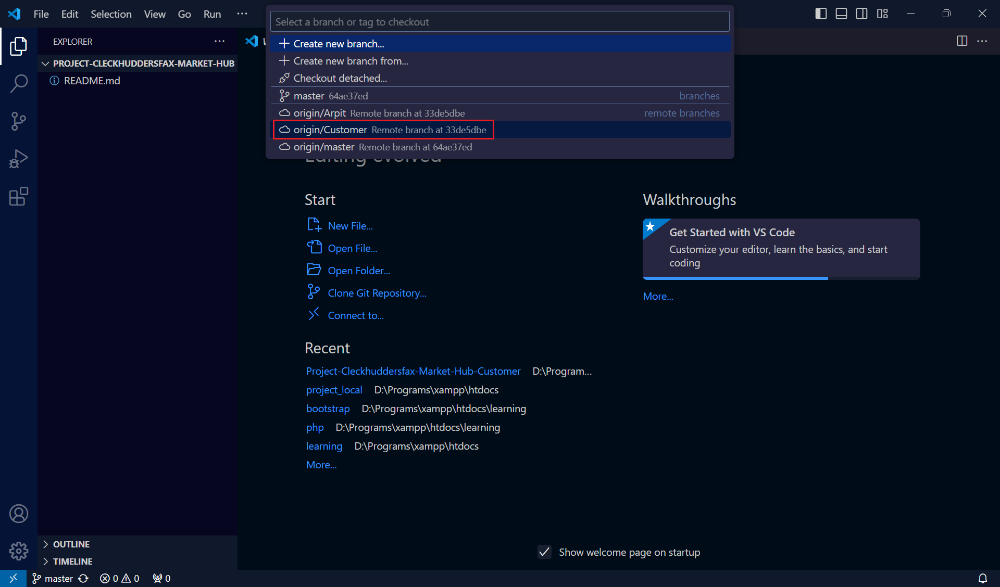 File Edit Selection View Go Run ...
Select a branch or tag to checkout
Create new branch...
Create new branch from...
Checkout detached...
master 64ae37ed branches
origin/Arpit Remote branch at 33de5dbe remote branches
origin/Customer Remote branch at 33de5dbe
origin/master Remote branch at 64ae37ed
EXPLORER
PROJECT-CLECKHUDDERSFAX-MARKET-HUB
README.md
Start
New File...
Open File...
Open Folder...
Clone Git Repository...
Connect to...
Walkthroughs
Get Started with VS Code
Customize your editor, learn the basics, and start
coding
More...
Recent
Project-Cleckhuddersfax-Market-Hub-Customer D:\Program...
project_local D:\Programs\xampp\htdocs
bootstrap D:\Programs\xampp\htdocs\learning
php D:\Programs\xampp\htdocs\learning
learning D:\Programs\xampp\htdocs
More...
Show welcome page on startup
OUTLINE
TIMELINE
master 0 0 0